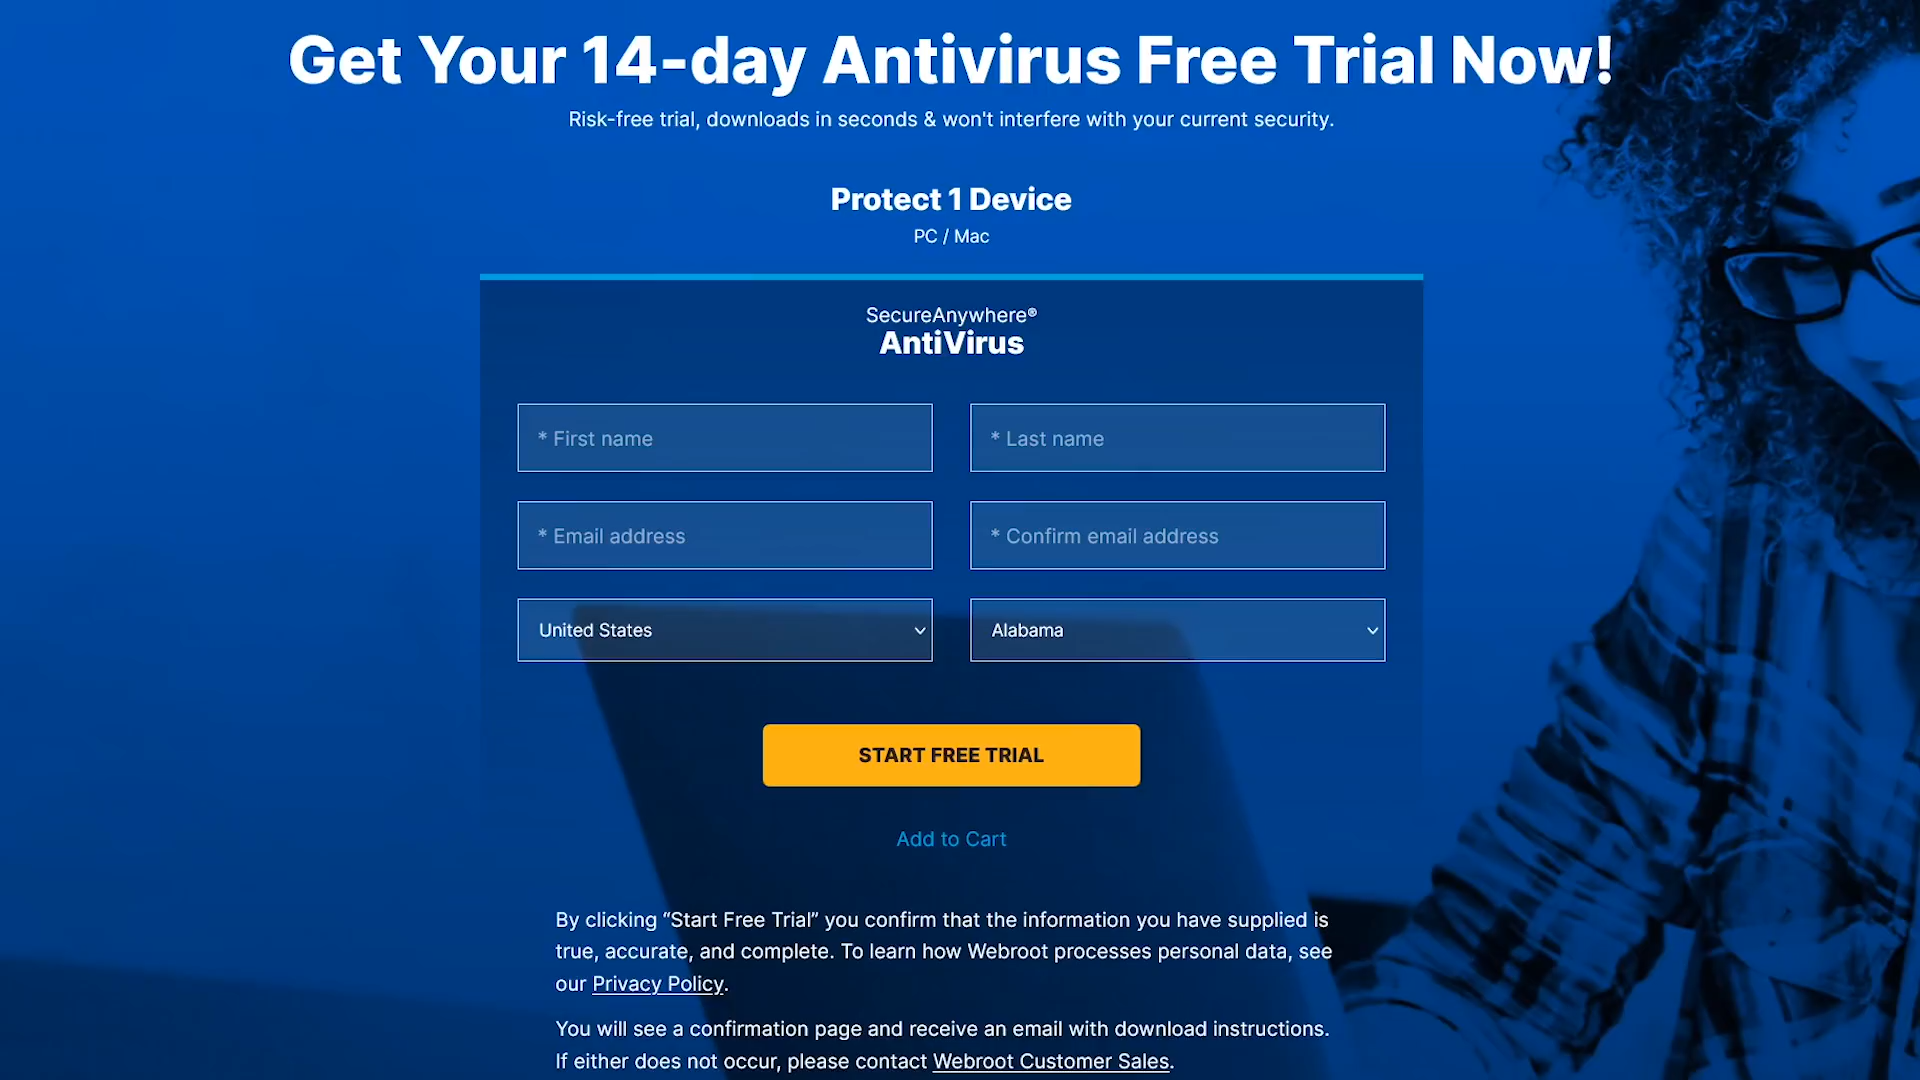 Get Your 14-day Antivirus Free Trial Now!
Risk-free trial, downloads in seconds & won't interfere with your current security.
Protect 1 Device
PC / Mac
SecureAnywhere®
AntiVirus
* First name
* Last name
* Email address
* Confirm email address
United States
Alabama
START FREE TRIAL
Add to Cart
By clicking “Start Free Trial” you confirm that the information you have supplied is
true, accurate, and complete. To learn how Webroot processes personal data, see
our Privacy Policy.
You will see a confirmation page and receive an email with download instructions.
If either does not occur, please contact Webroot Customer Sales.